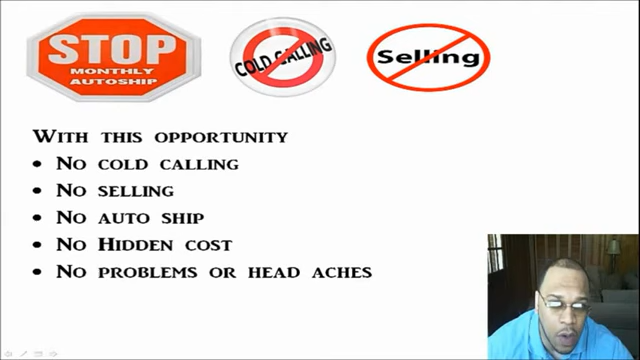 STOP
MONTHLY
AUTOSHIP
COLD CALLING
Selling
With this opportunity
• No cold calling
• No selling
• No auto ship
• No Hidden cost
• No problems or head aches